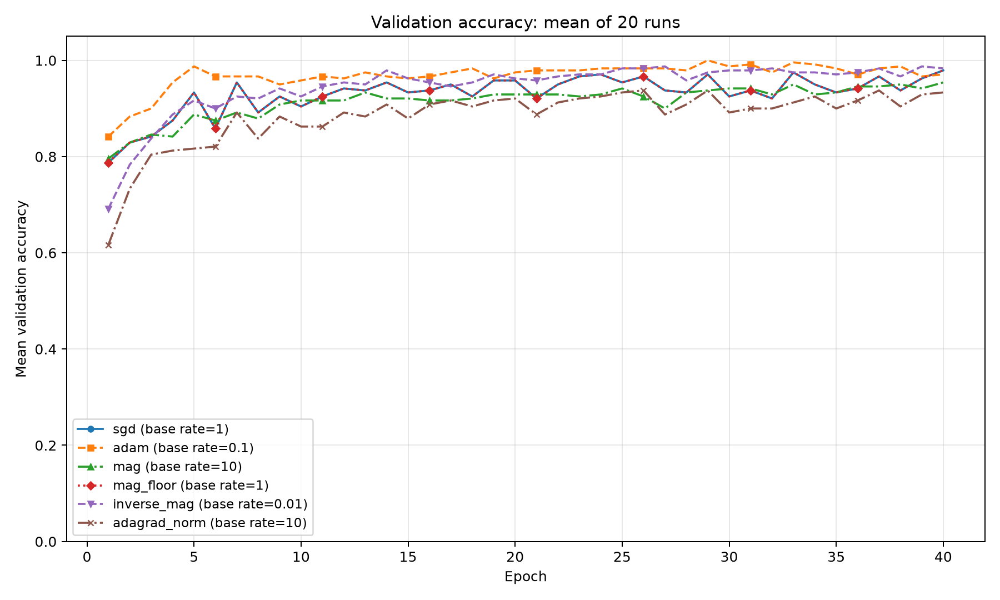 Validation accuracy: mean of 20 runs
Mean validation accuracy
1.0
0.8
0.6
0.4
0.2
0.0
sgd (base rate=1)
adam (base rate=0.1)
mag (base rate=10)
mag_floor (base rate=1)
inverse_mag (base rate=0.01)
adagrad_norm (base rate=10)
0 5 10 15 20 25 30 35 40
Epoch